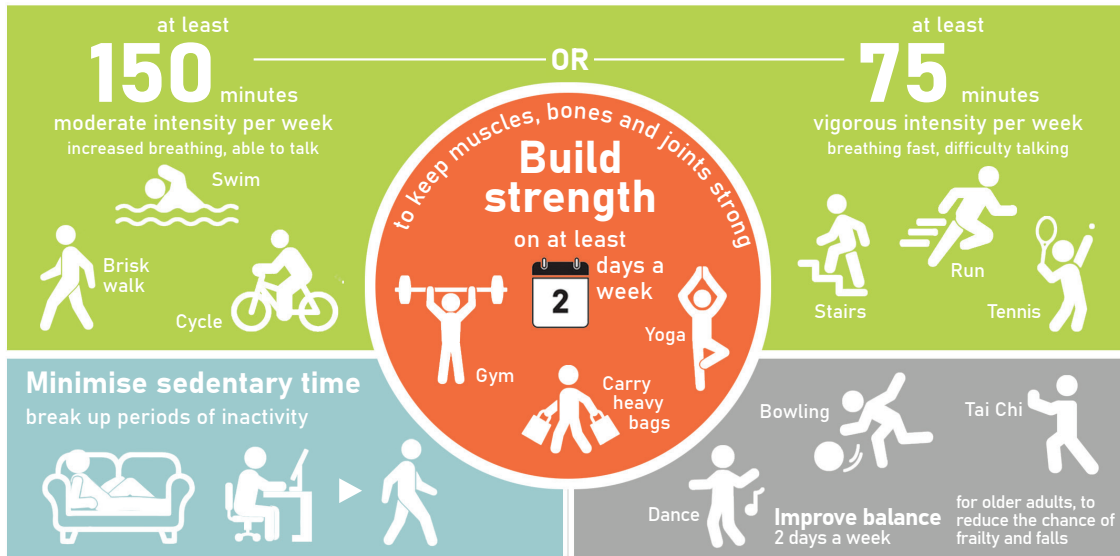 at least
150 minutes
moderate intensity per week
increased breathing, able to talk
Swim
Brisk
walk
Cycle
OR
at least
75 minutes
vigorous intensity per week
breathing fast, difficulty talking
Stairs
Run
Tennis
to keep muscles, bones and joints strong
Build
strength
on at least
2
days a
week
Gym
Yoga
Carry
heavy
bags
Minimise sedentary time
break up periods of inactivity
Bowling
Tai Chi
Dance
Improve balance
2 days a week
for older adults, to
reduce the chance of
frailty and falls